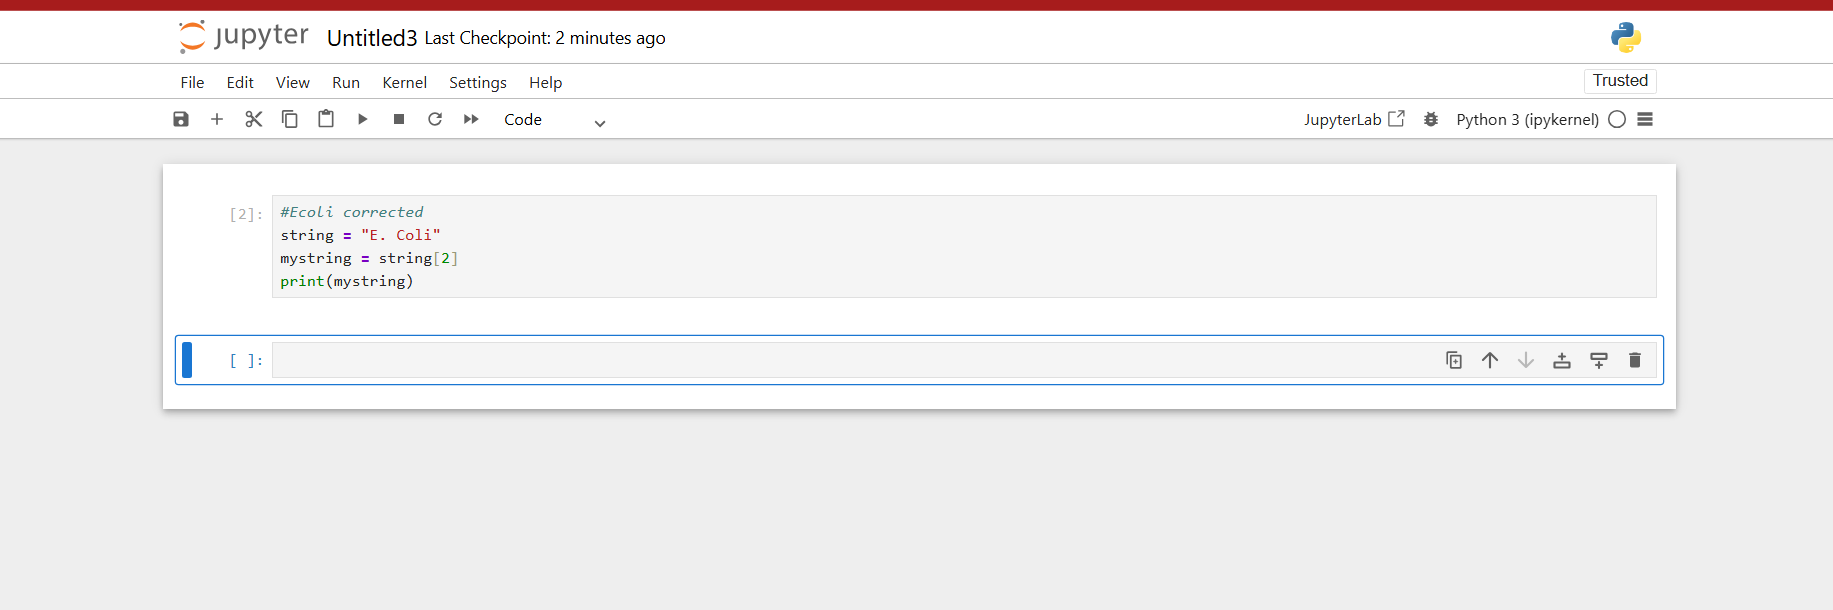 jupyter Untitled3 Last Checkpoint: 2 minutes ago
File Edit View Run Kernel Settings Help Trusted
Code JupyterLab Python 3 (ipykernel)
[2]: #Ecoli corrected
string = "E. Coli"
mystring = string[2]
print(mystring)
[ ]: